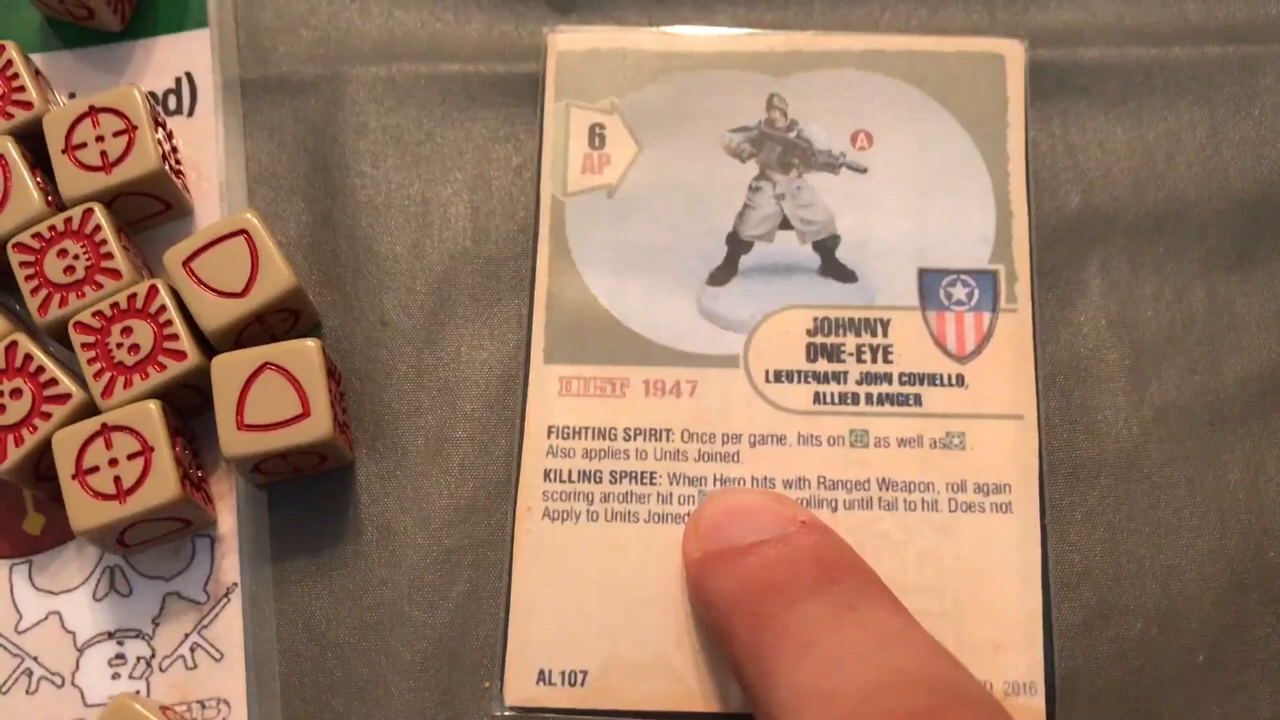 ed)
6
AP
A
JOHNNY
ONE-EYE
LIEUTENANT JOHN COVIELLO,
ALLIED RANGER
DUST 1947
FIGHTING SPIRIT: Once per game, hits on as well as .
Also applies to Units Joined.
KILLING SPREE: When Hero hits with Ranged Weapon, roll again
scoring another hit on rolling until fail to hit. Does not
Apply to Units Joined
AL107
2016